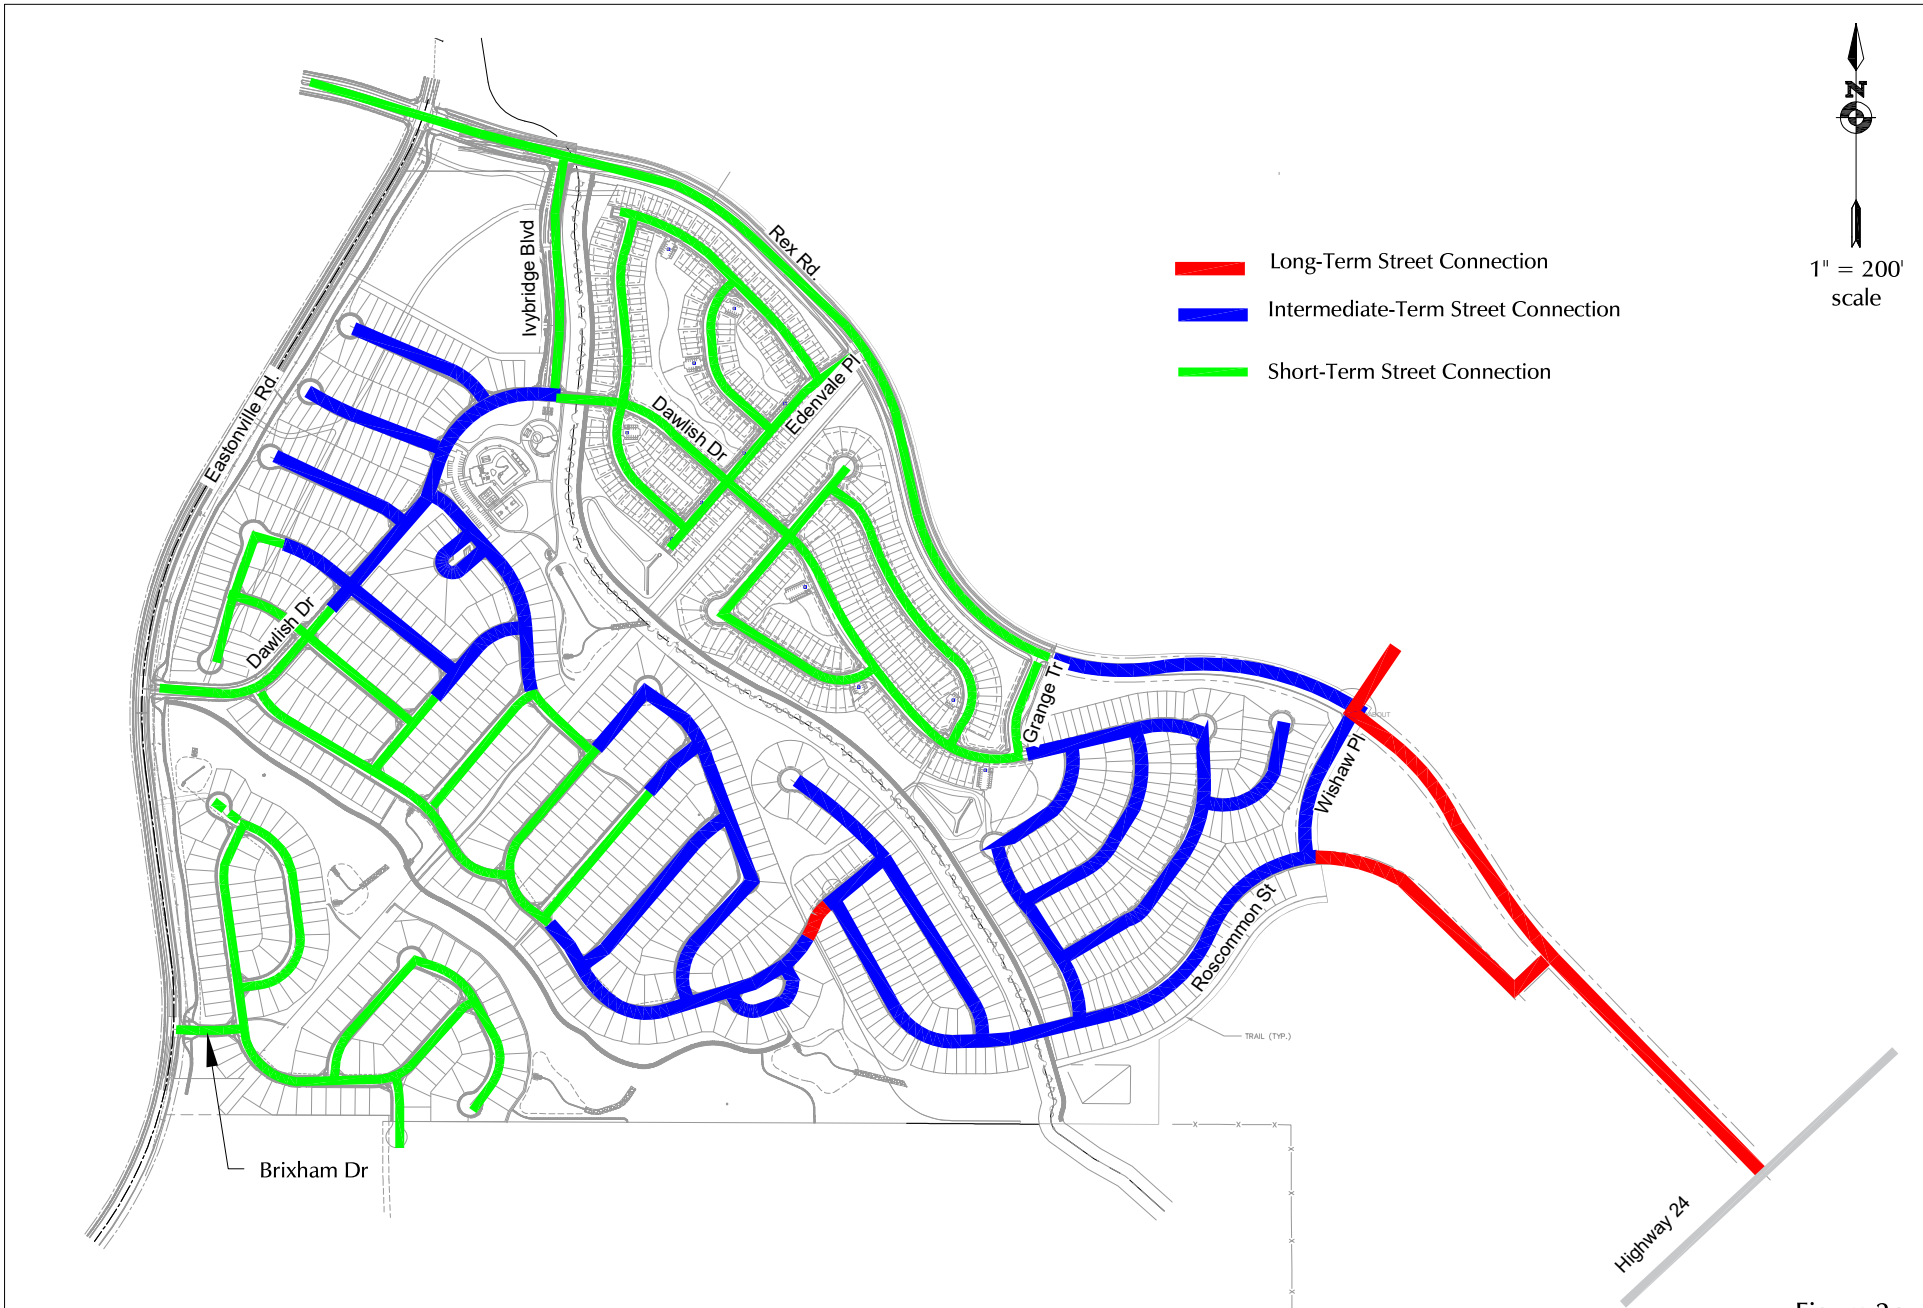 N
1" = 200'
scale
Long-Term Street Connection
Intermediate-Term Street Connection
Short-Term Street Connection
Rex Rd.
Ivybridge Blvd
Edenvale Pl
Dawlish Dr
Eastonville Rd.
Dawlish Dr
Grange Tr
Wishaw Pl
Roscommon St
TRAIL (TYP.)
Brixham Dr
Highway 24